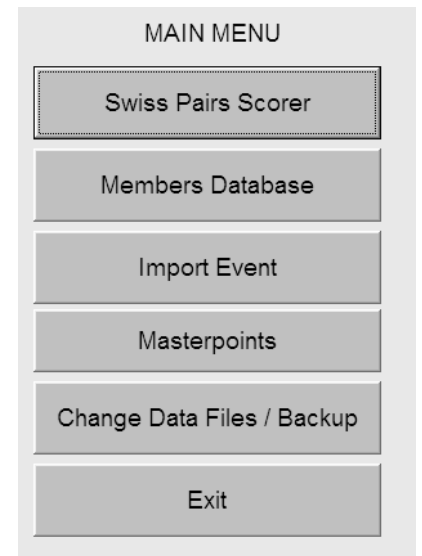 MAIN MENU
Swiss Pairs Scorer
Members Database
Import Event
Masterpoints
Change Data Files / Backup
Exit